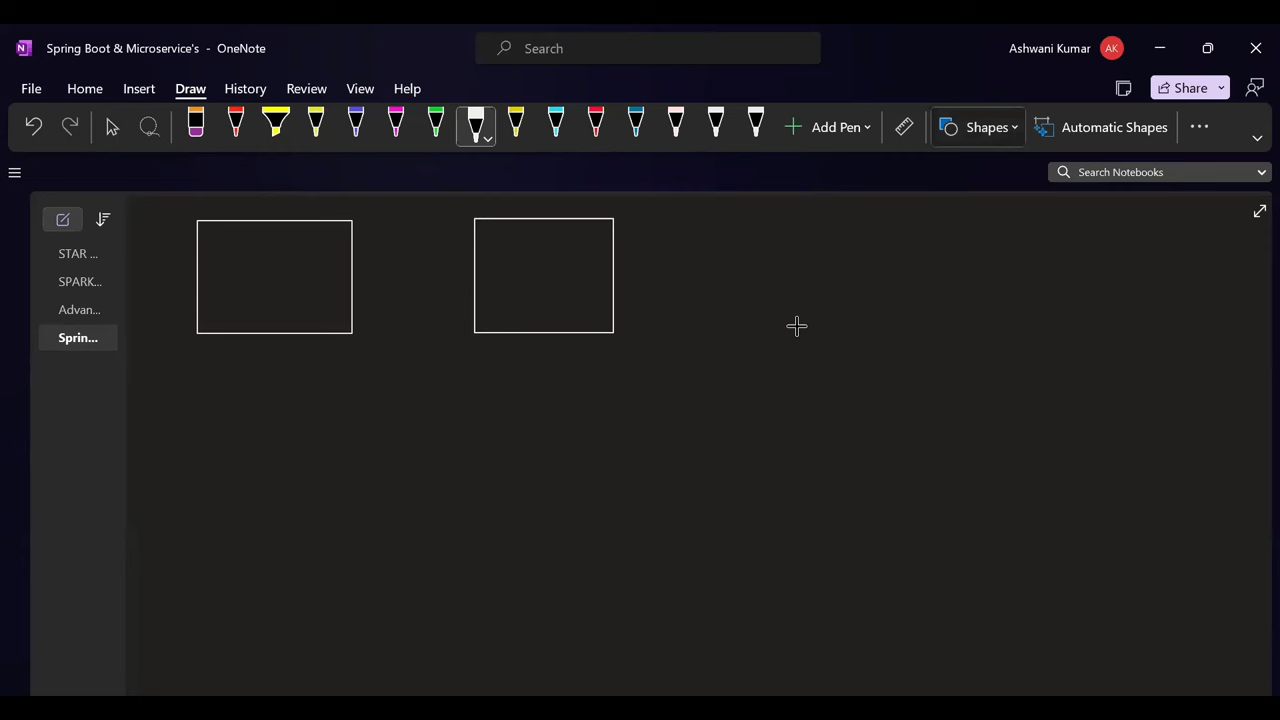 Spring Boot & Microservice's - OneNote
Search
Ashwani Kumar AK
File Home Insert Draw History Review View Help
Share
Add Pen
Shapes
Automatic Shapes
Search Notebooks
STAR ...
SPARK...
Advan...
Sprin...